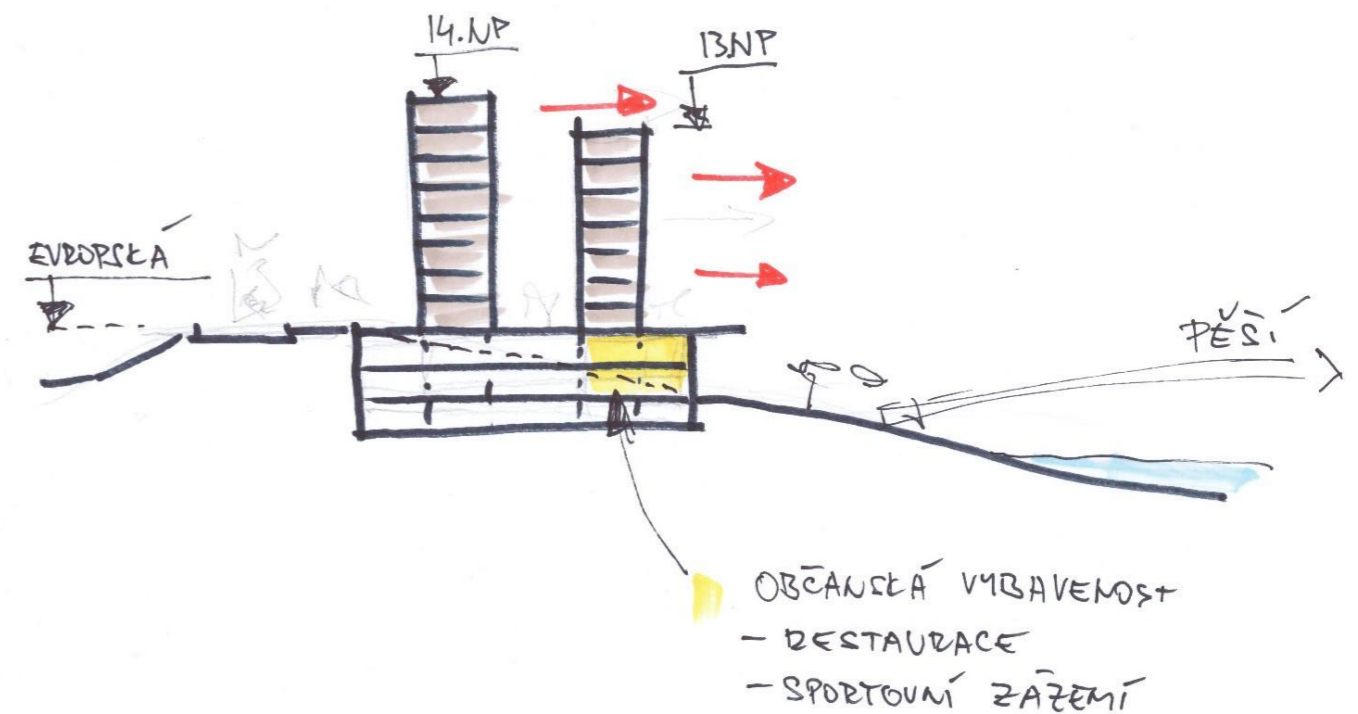 14.NP
13.NP
EVROPSKÁ
PĚŠÍ
OBČANSKÁ VYBAVENOST
- RESTAURACE
- SPORTOVNÍ ZÁZEMÍ